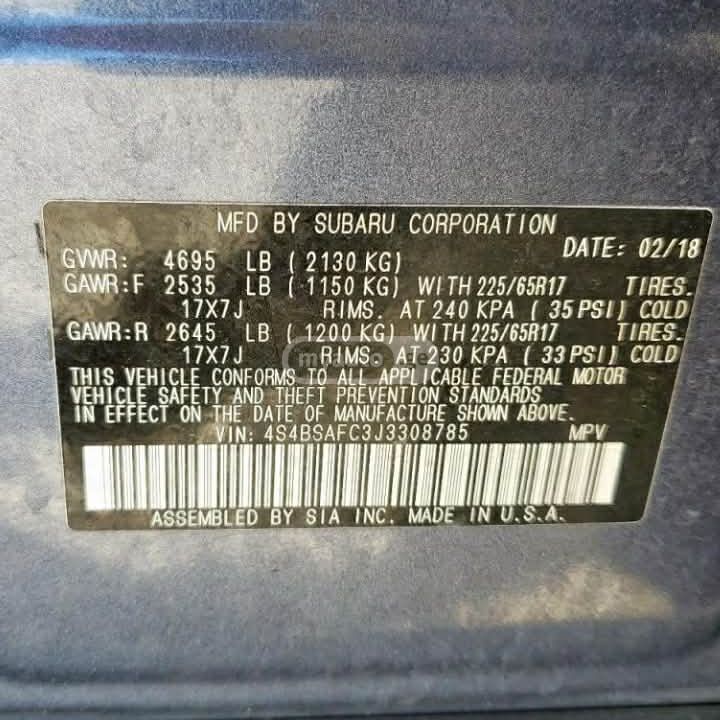 MFD BY SUBARU CORPORATION
DATE: 02/18
GVWR: 4695 LB ( 2130 KG)
GAWR:F 2535 LB ( 1150 KG) WITH 225/65R17 TIRES.
17X7J RIMS. AT 240 KPA ( 35 PSI) COLD
GAWR:R 2645 LB ( 1200 KG) WITH 225/65R17 TIRES.
17X7J RIMS. AT 230 KPA ( 33 PSI) COLD
THIS VEHICLE CONFORMS TO ALL APPLICABLE FEDERAL MOTOR
VEHICLE SAFETY AND THEFT PREVENTION STANDARDS
IN EFFECT ON THE DATE OF MANUFACTURE SHOWN ABOVE.
VIN: 4S4BSAFC3J3308785 MPV
ASSEMBLED BY SIA INC. MADE IN U.S.A.